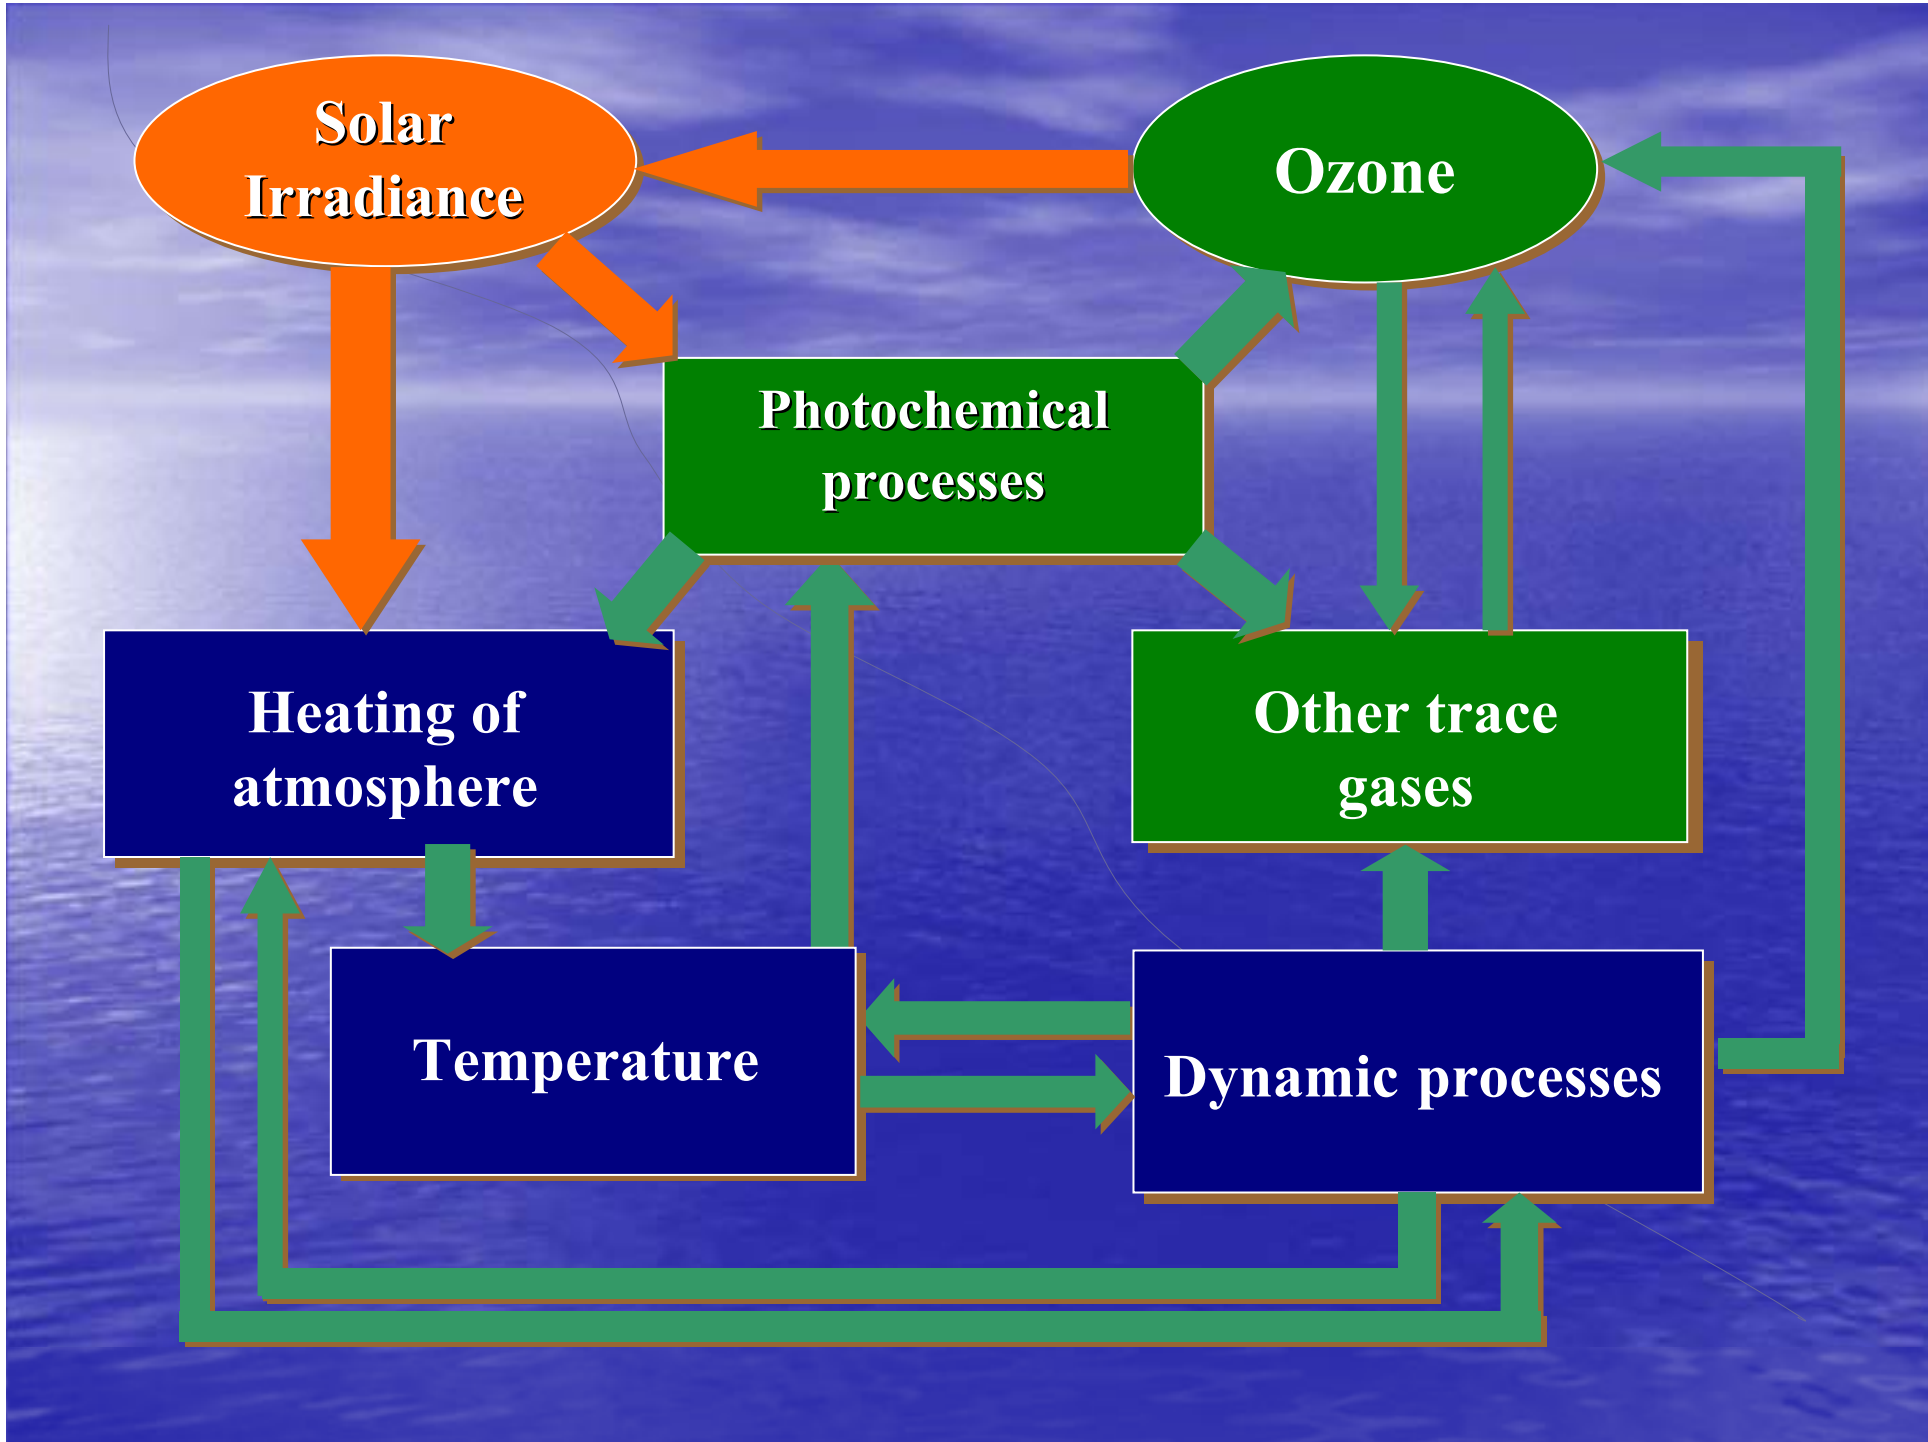 Solar
Irradiance
Ozone
Photochemical
processes
Heating of
atmosphere
Other trace
gases
Temperature
Dynamic processes